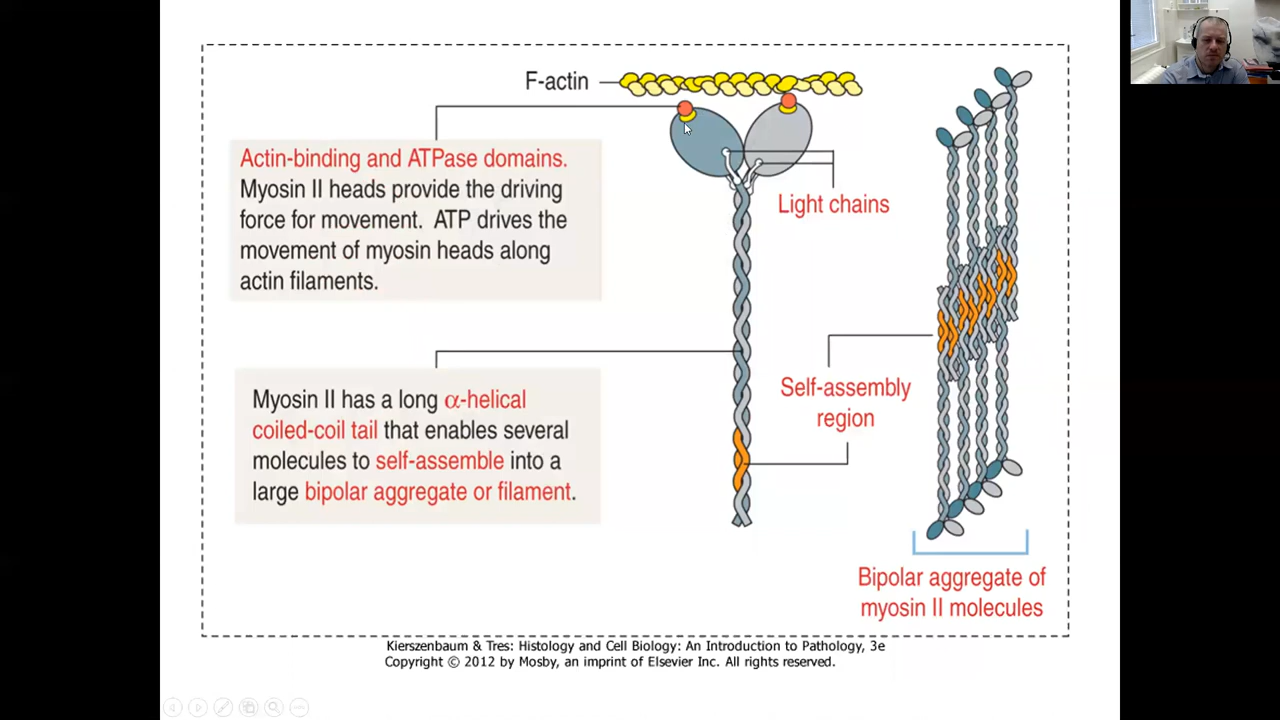 F-actin
Actin-binding and ATPase domains.
Myosin II heads provide the driving
force for movement.  ATP drives the
movement of myosin heads along
actin filaments.
Light chains
Myosin II has a long α-helical
coiled-coil tail that enables several
molecules to self-assemble into a
large bipolar aggregate or filament.
Self-assembly
region
Bipolar aggregate of
myosin II molecules
Kierszenbaum & Tres: Histology and Cell Biology: An Introduction to Pathology, 3e
Copyright © 2012 by Mosby, an imprint of Elsevier Inc. All rights reserved.